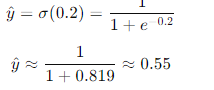 ŷ = σ(0.2) = 1 / (1 + e^-0.2)
ŷ ≈ 1 / (1 + 0.819) ≈ 0.55